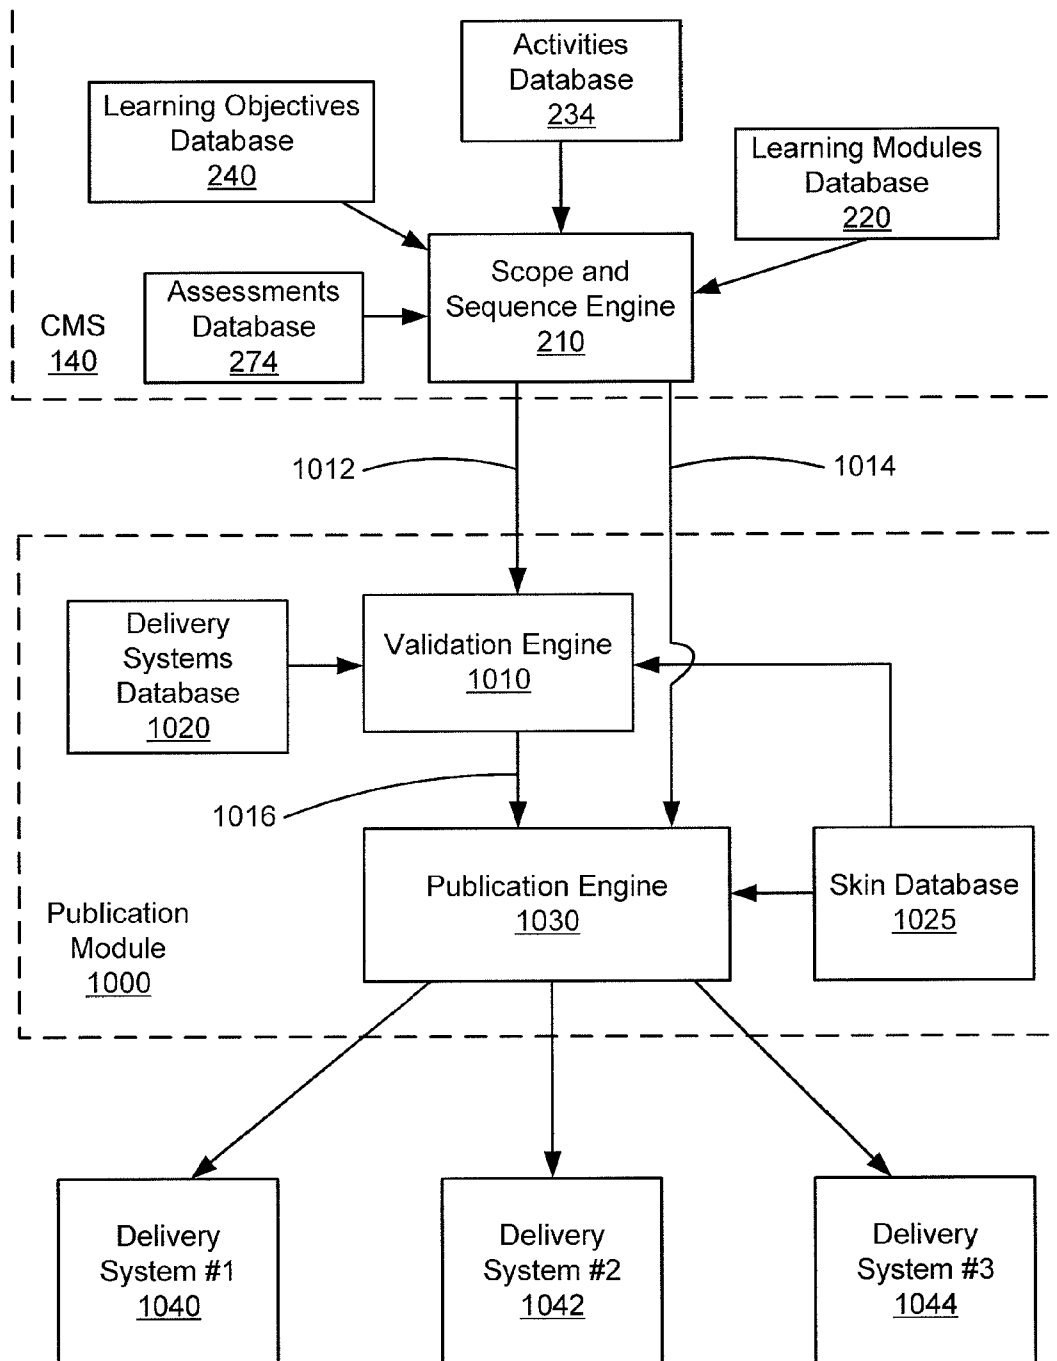 Activities
Database
234
Learning Objectives
Database
240
Learning Modules
Database
220
Scope and
Sequence Engine
210
Assessments
Database
274
CMS
140
1012
1014
Delivery
Systems
Database
1020
Validation Engine
1010
1016
Publication Engine
1030
Skin Database
1025
Publication
Module
1000
Delivery
System #1
1040
Delivery
System #2
1042
Delivery
System #3
1044